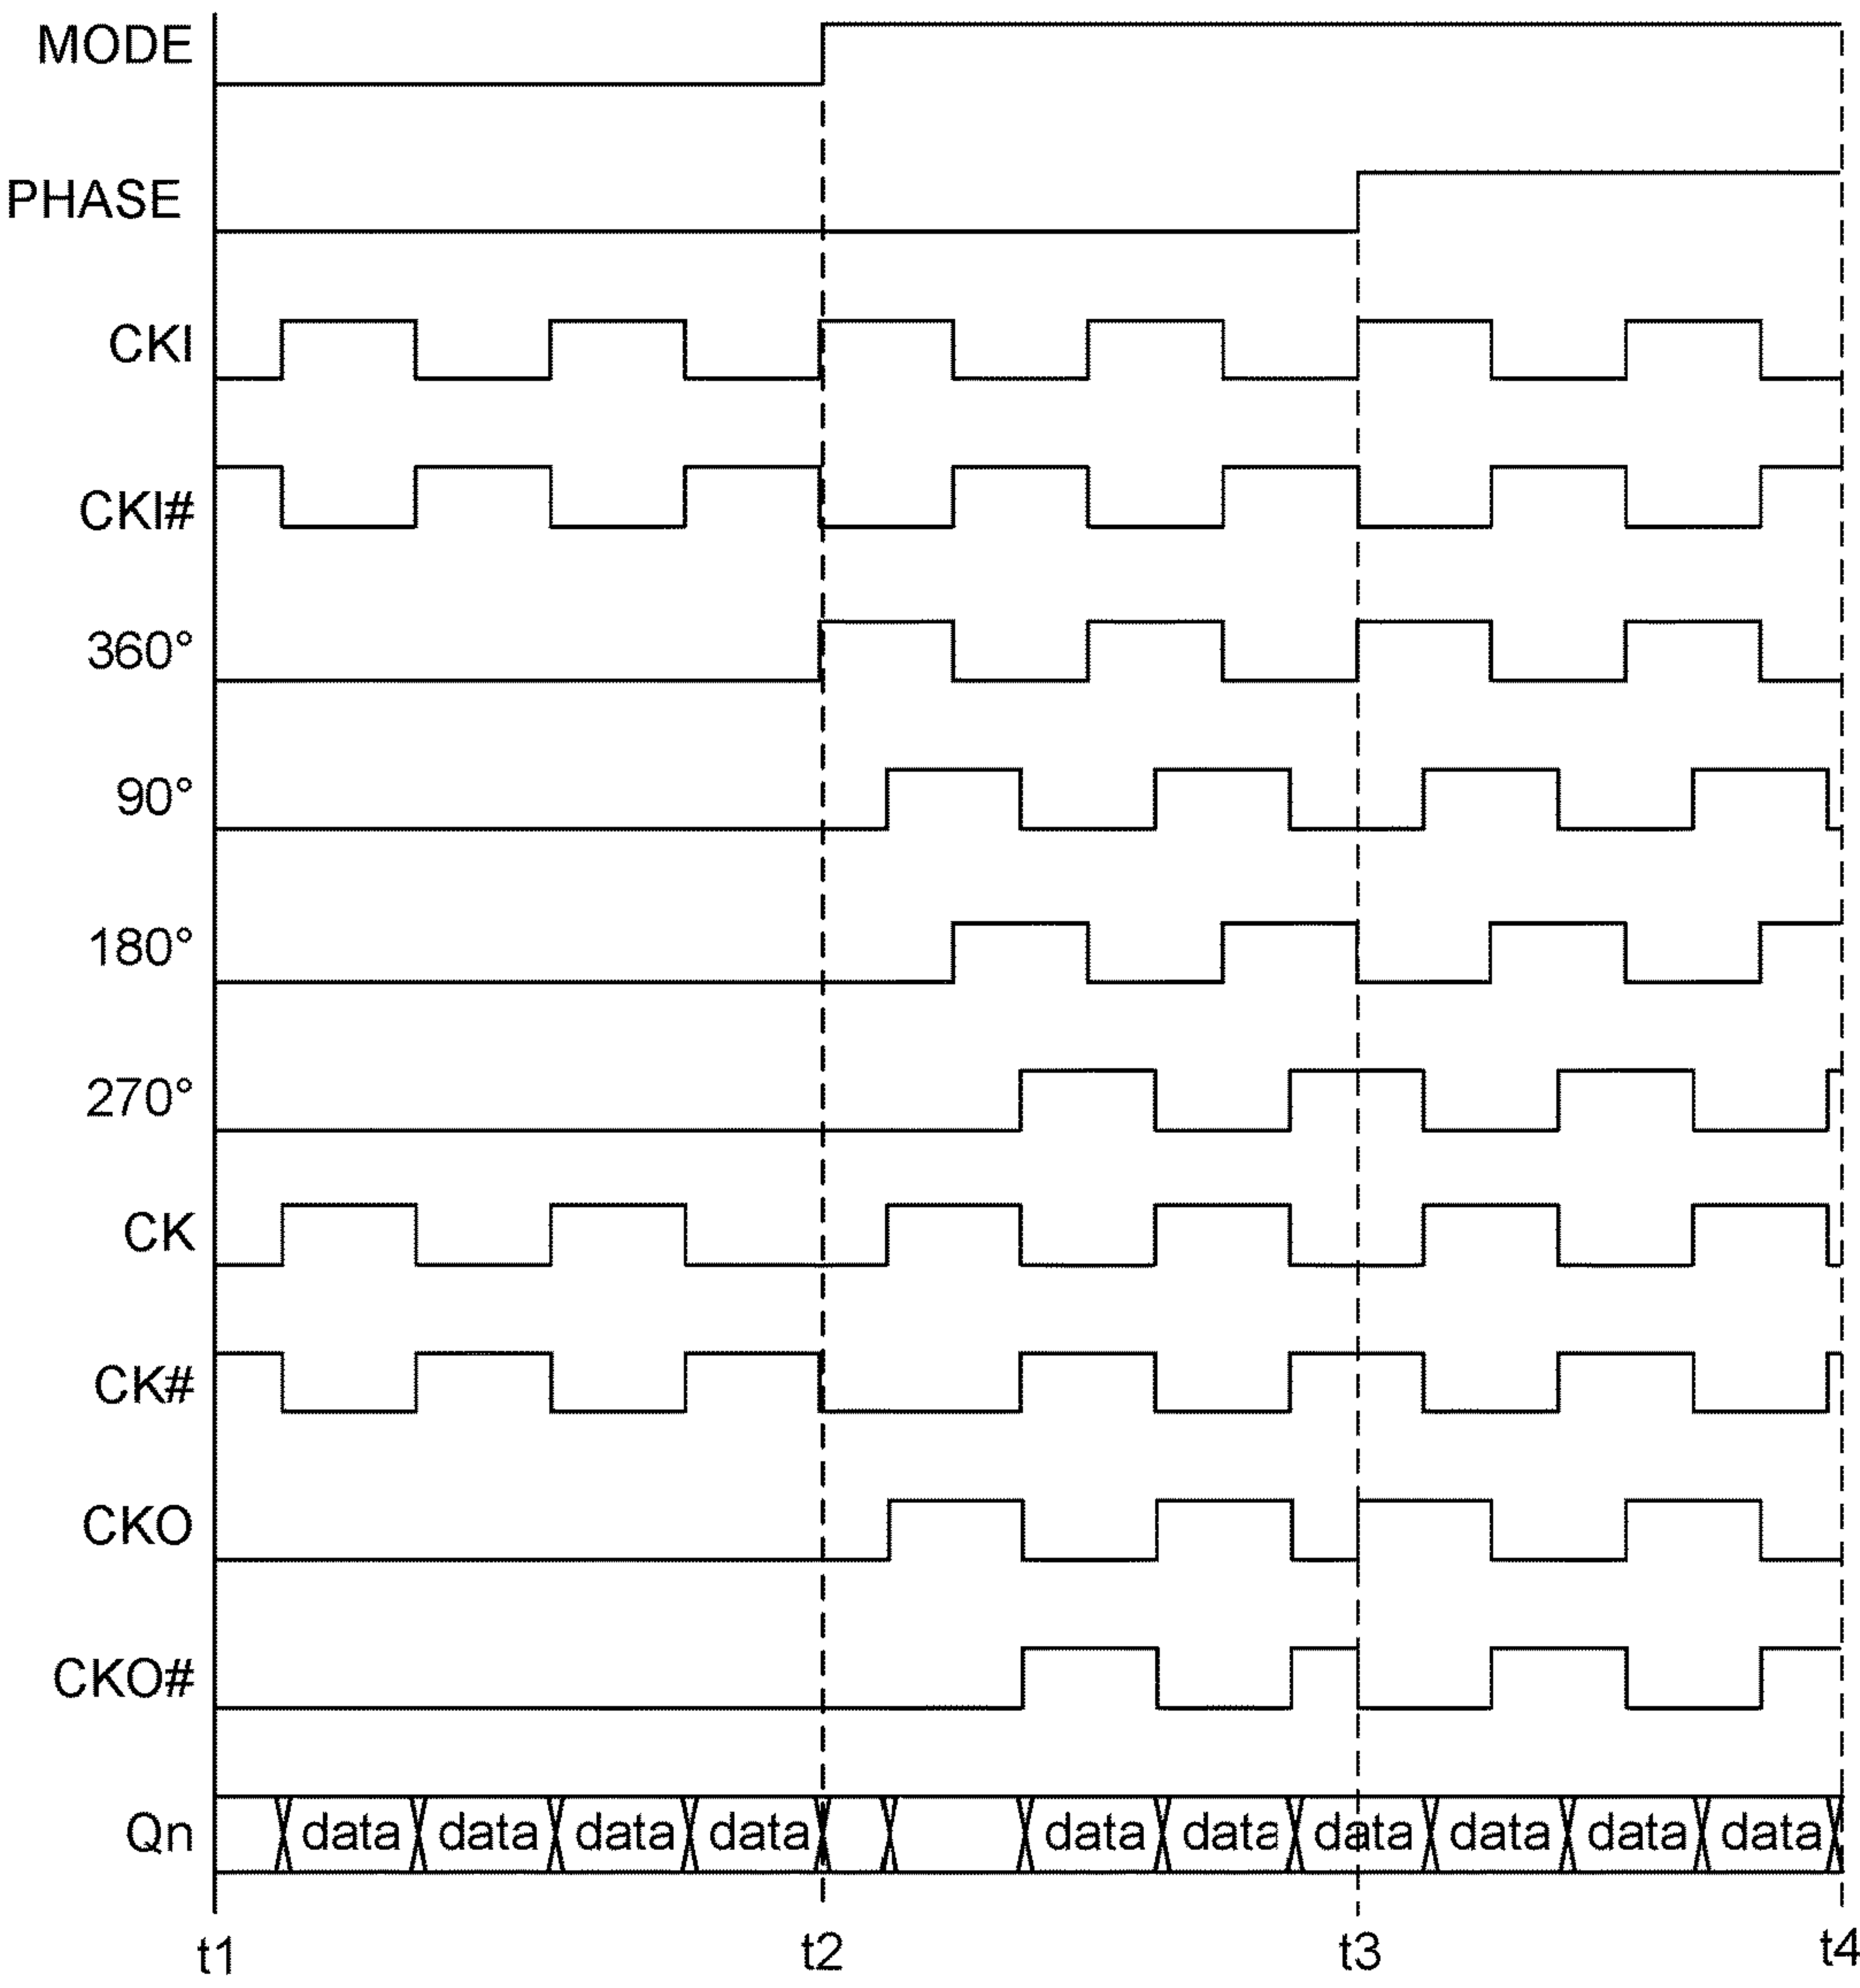 MODE
PHASE
CKI
CKI#
360°
90°
180°
270°
CK
CK#
CKO
CKO#
Qn data data data data data data data data data data
t1 t2 t3 t4